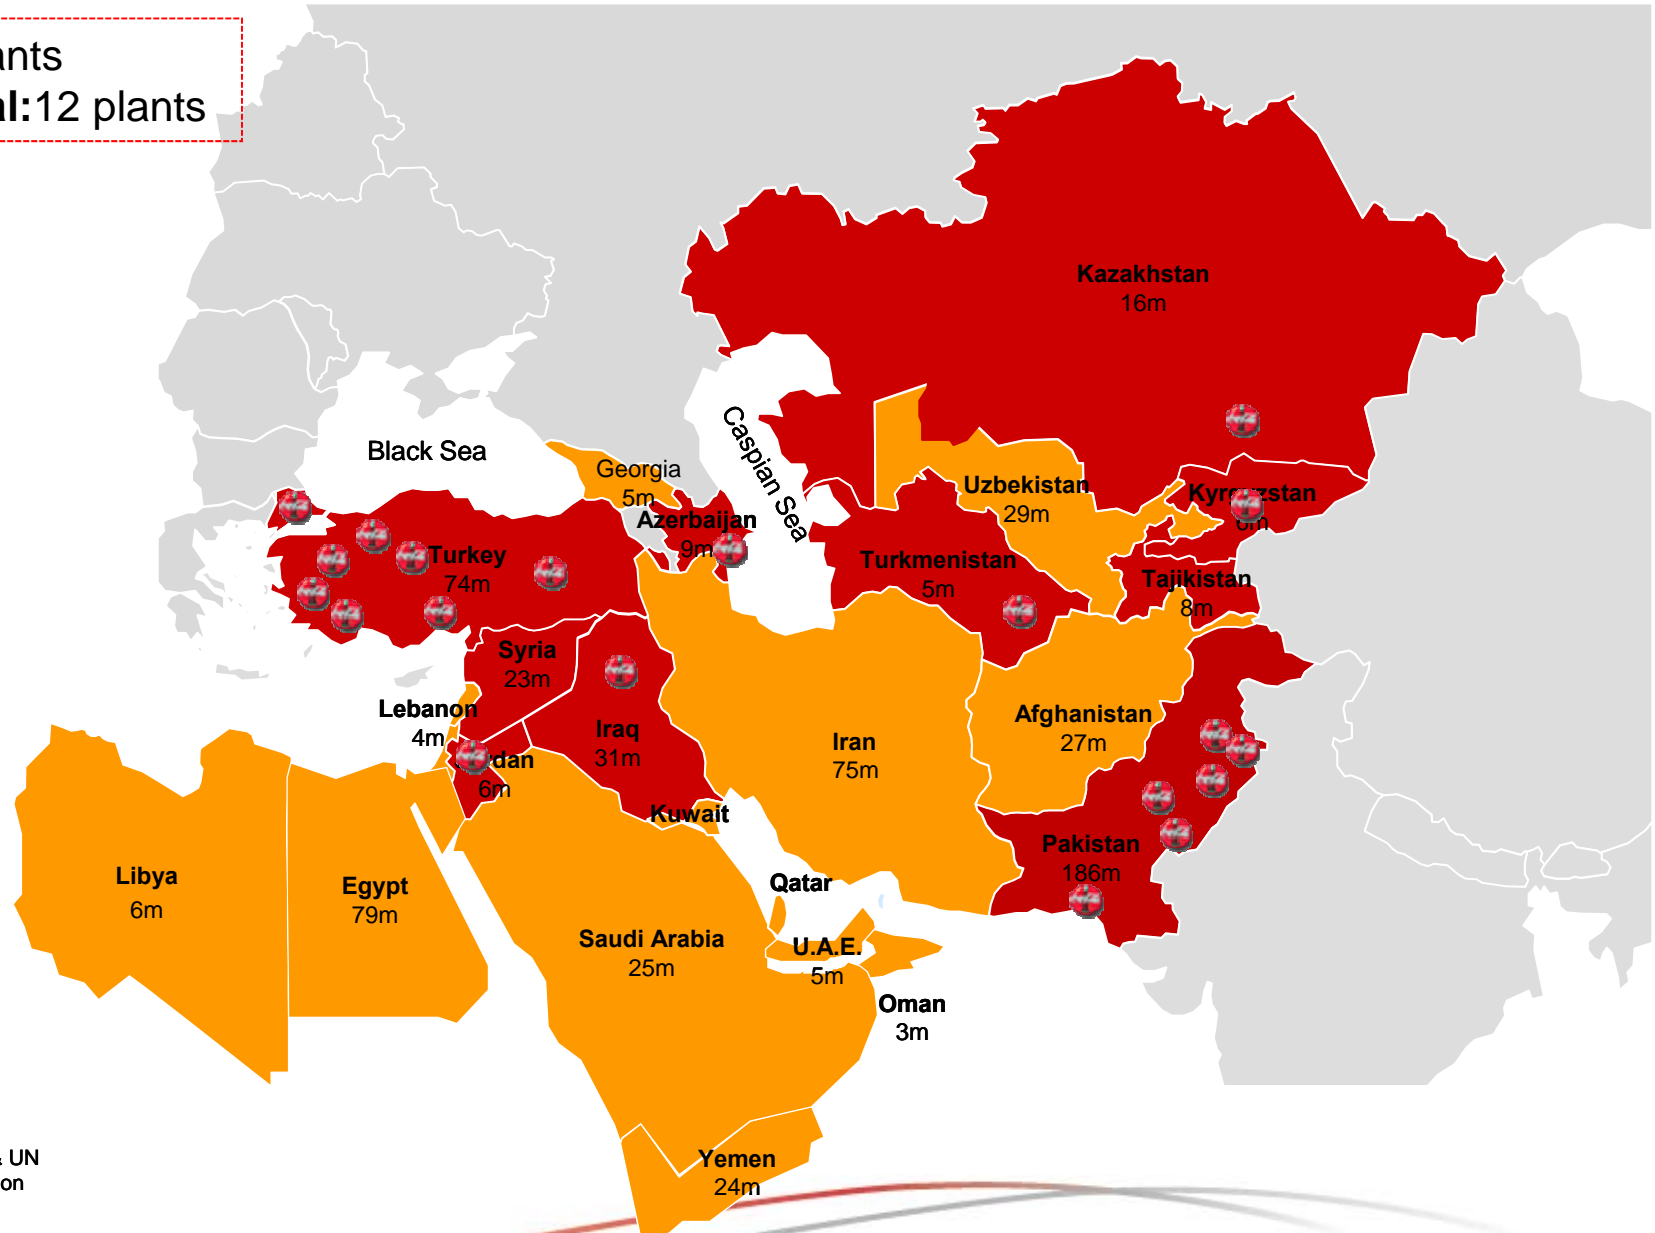 12 plants
Kazakhstan
16m
Black Sea
Caspian Sea
Georgia
5m
Uzbekistan
29m
Azerbaijan
9m
Turkey
74m
Turkmenistan
5m
Tajikistan
8m
Syria
23m
Lebanon
4m
Iraq
31m
6m
Iran
75m
Afghanistan
27m
Kuwait
Pakistan
186m
Libya
6m
Egypt
79m
Qatar
Saudi Arabia
25m
U.A.E.
5m
Oman
3m
UN
Yemen
24m